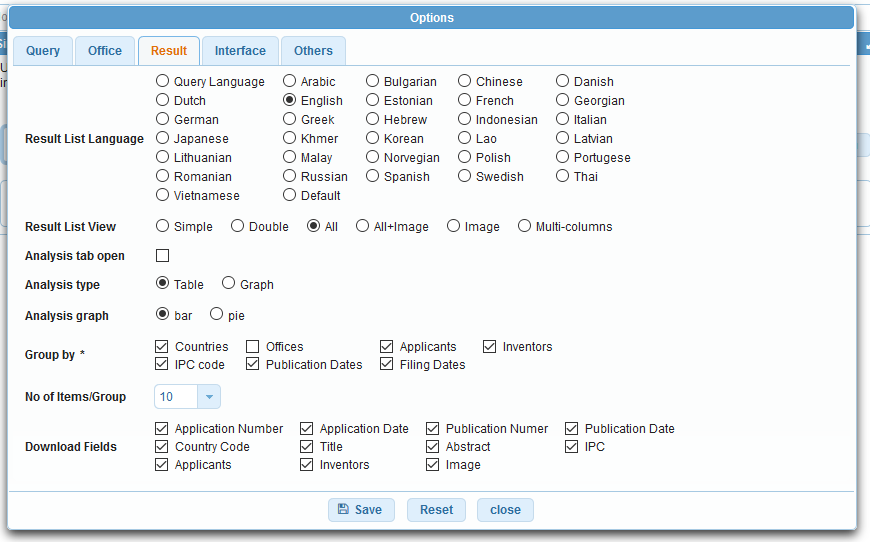 Options
Query Office Result Interface Others
Query Language Arabic Bulgarian Chinese Danish
Dutch English Estonian French Georgian
German Greek Hebrew Indonesian Italian
Result List Language Japanese Khmer Korean Lao Latvian
Lithuanian Malay Norvegian Polish Portugese
Romanian Russian Spanish Swedish Thai
Vietnamese Default
Result List View Simple Double All All+Image Image Multi-columns
Analysis tab open
Analysis type Table Graph
Analysis graph bar pie
Group by * Countries Offices Applicants Inventors
IPC code Publication Dates Filing Dates
No of Items/Group 10
Application Number Application Date Publication Numer Publication Date
Download Fields Country Code Title Abstract IPC
Applicants Inventors Image
Save Reset close